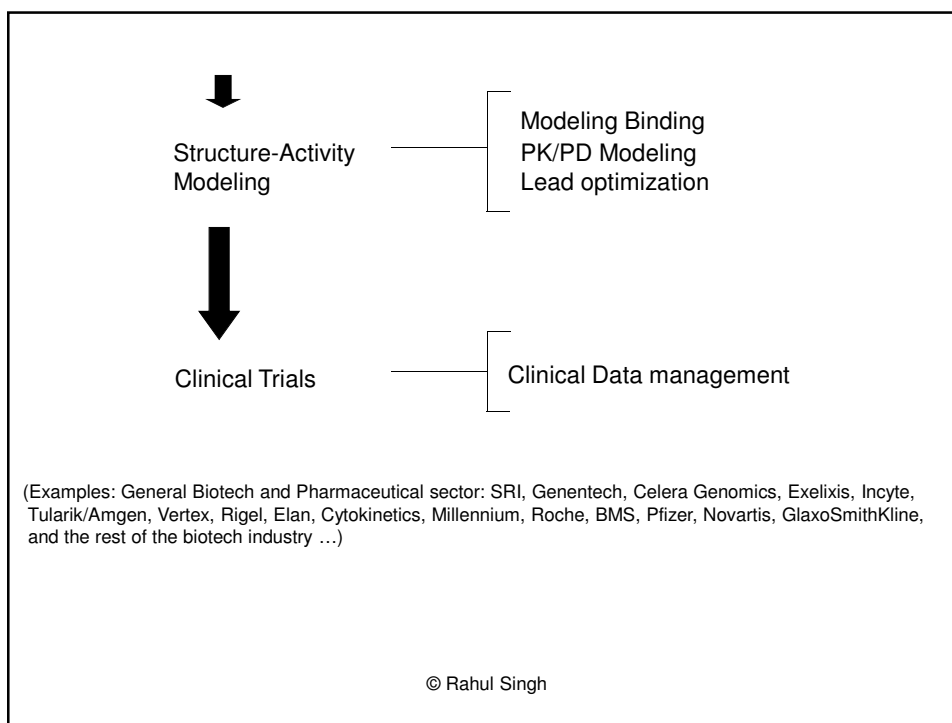 Structure-Activity
Modeling
Modeling Binding
PK/PD Modeling
Lead optimization
Clinical Trials
Clinical Data management
(Examples: General Biotech and Pharmaceutical sector: SRI, Genentech, Celera Genomics, Exelixis, Incyte,
Tularik/Amgen, Vertex, Rigel, Elan, Cytokinetics, Millennium, Roche, BMS, Pfizer, Novartis, GlaxoSmithKline,
and the rest of the biotech industry …)
© Rahul Singh